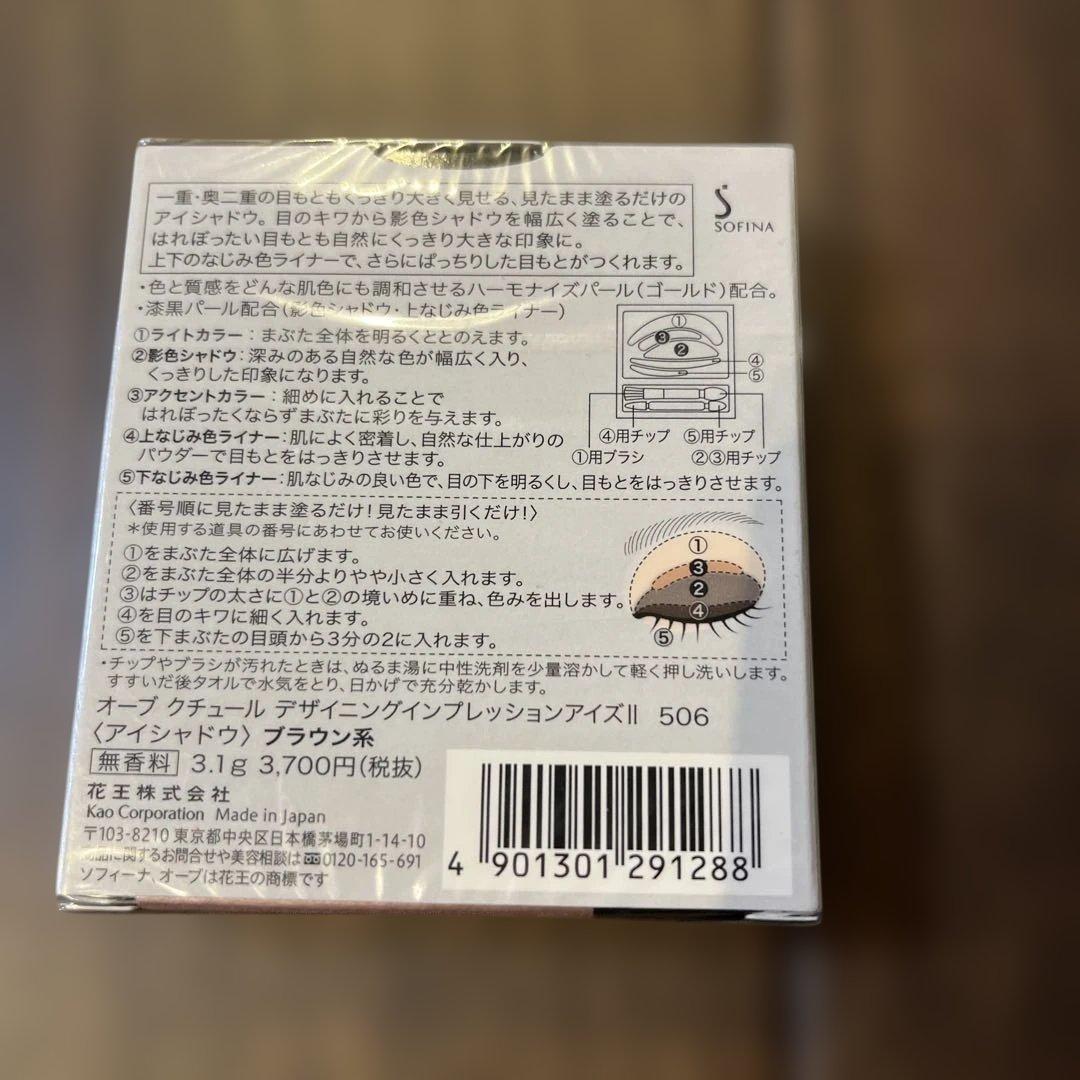 一重・奥二重の目もともくっきり大きく見せる、見たまま塗るだけの
アイシャドウ。目のキワから影色シャドウを幅広く塗ることで、
はれぼったい目もとも自然にくっきり大きな印象に。
上下のなじみ色ライナーで、さらにぱっちりした目もとがつくれます。
SOFINA
・色と質感をどんな肌色にも調和させるハーモナイズパール(ゴールド)配合。
・漆黒パール配合(影色シャドウ・上なじみ色ライナー)
①ライトカラー:まぶた全体を明るくととのえます。
②影色シャドウ:深みのある自然な色が幅広く入り、
くっきりした印象になります。
③アクセントカラー:細めに入れることで
はれぼったくならずまぶたに彩りを与えます。
④上なじみ色ライナー:肌によく密着し、自然な仕上がりの
パウダーで目もとをはっきりさせます。
⑤下なじみ色ライナー:肌なじみの良い色で、目の下を明るくし、目もとをはっきりさせます。
①
③
②
④
⑤
④用チップ ⑤用チップ
①用ブラシ ②③用チップ
〈番号順に見たまま塗るだけ!見たまま引くだけ!〉
＊使用する道具の番号にあわせてお使いください。
①をまぶた全体に広げます。
②をまぶた全体の半分よりやや小さく入れます。
③はチップの太さに①と②の境いめに重ね、色みを出します。
④を目のキワに細く入れます。
⑤を下まぶたの目頭から3分の2に入れます。
①
③
②
④
⑤
・チップやブラシが汚れたときは、ぬるま湯に中性洗剤を少量溶かして軽く押し洗いします。
すすいだ後タオルで水気をとり、日かげで充分乾かします。
オーブ クチュール デザイニングインプレッションアイズⅡ 506
〈アイシャドウ〉ブラウン系
無香料 3.1g 3,700円(税抜)
花王株式会社
Kao Corporation Made in Japan
〒103-8210 東京都中央区日本橋茅場町1-14-10
商品に関するお問合せや美容相談は 0120-165-691
ソフィーナ、オーブは花王の商標です
4 901301 291288